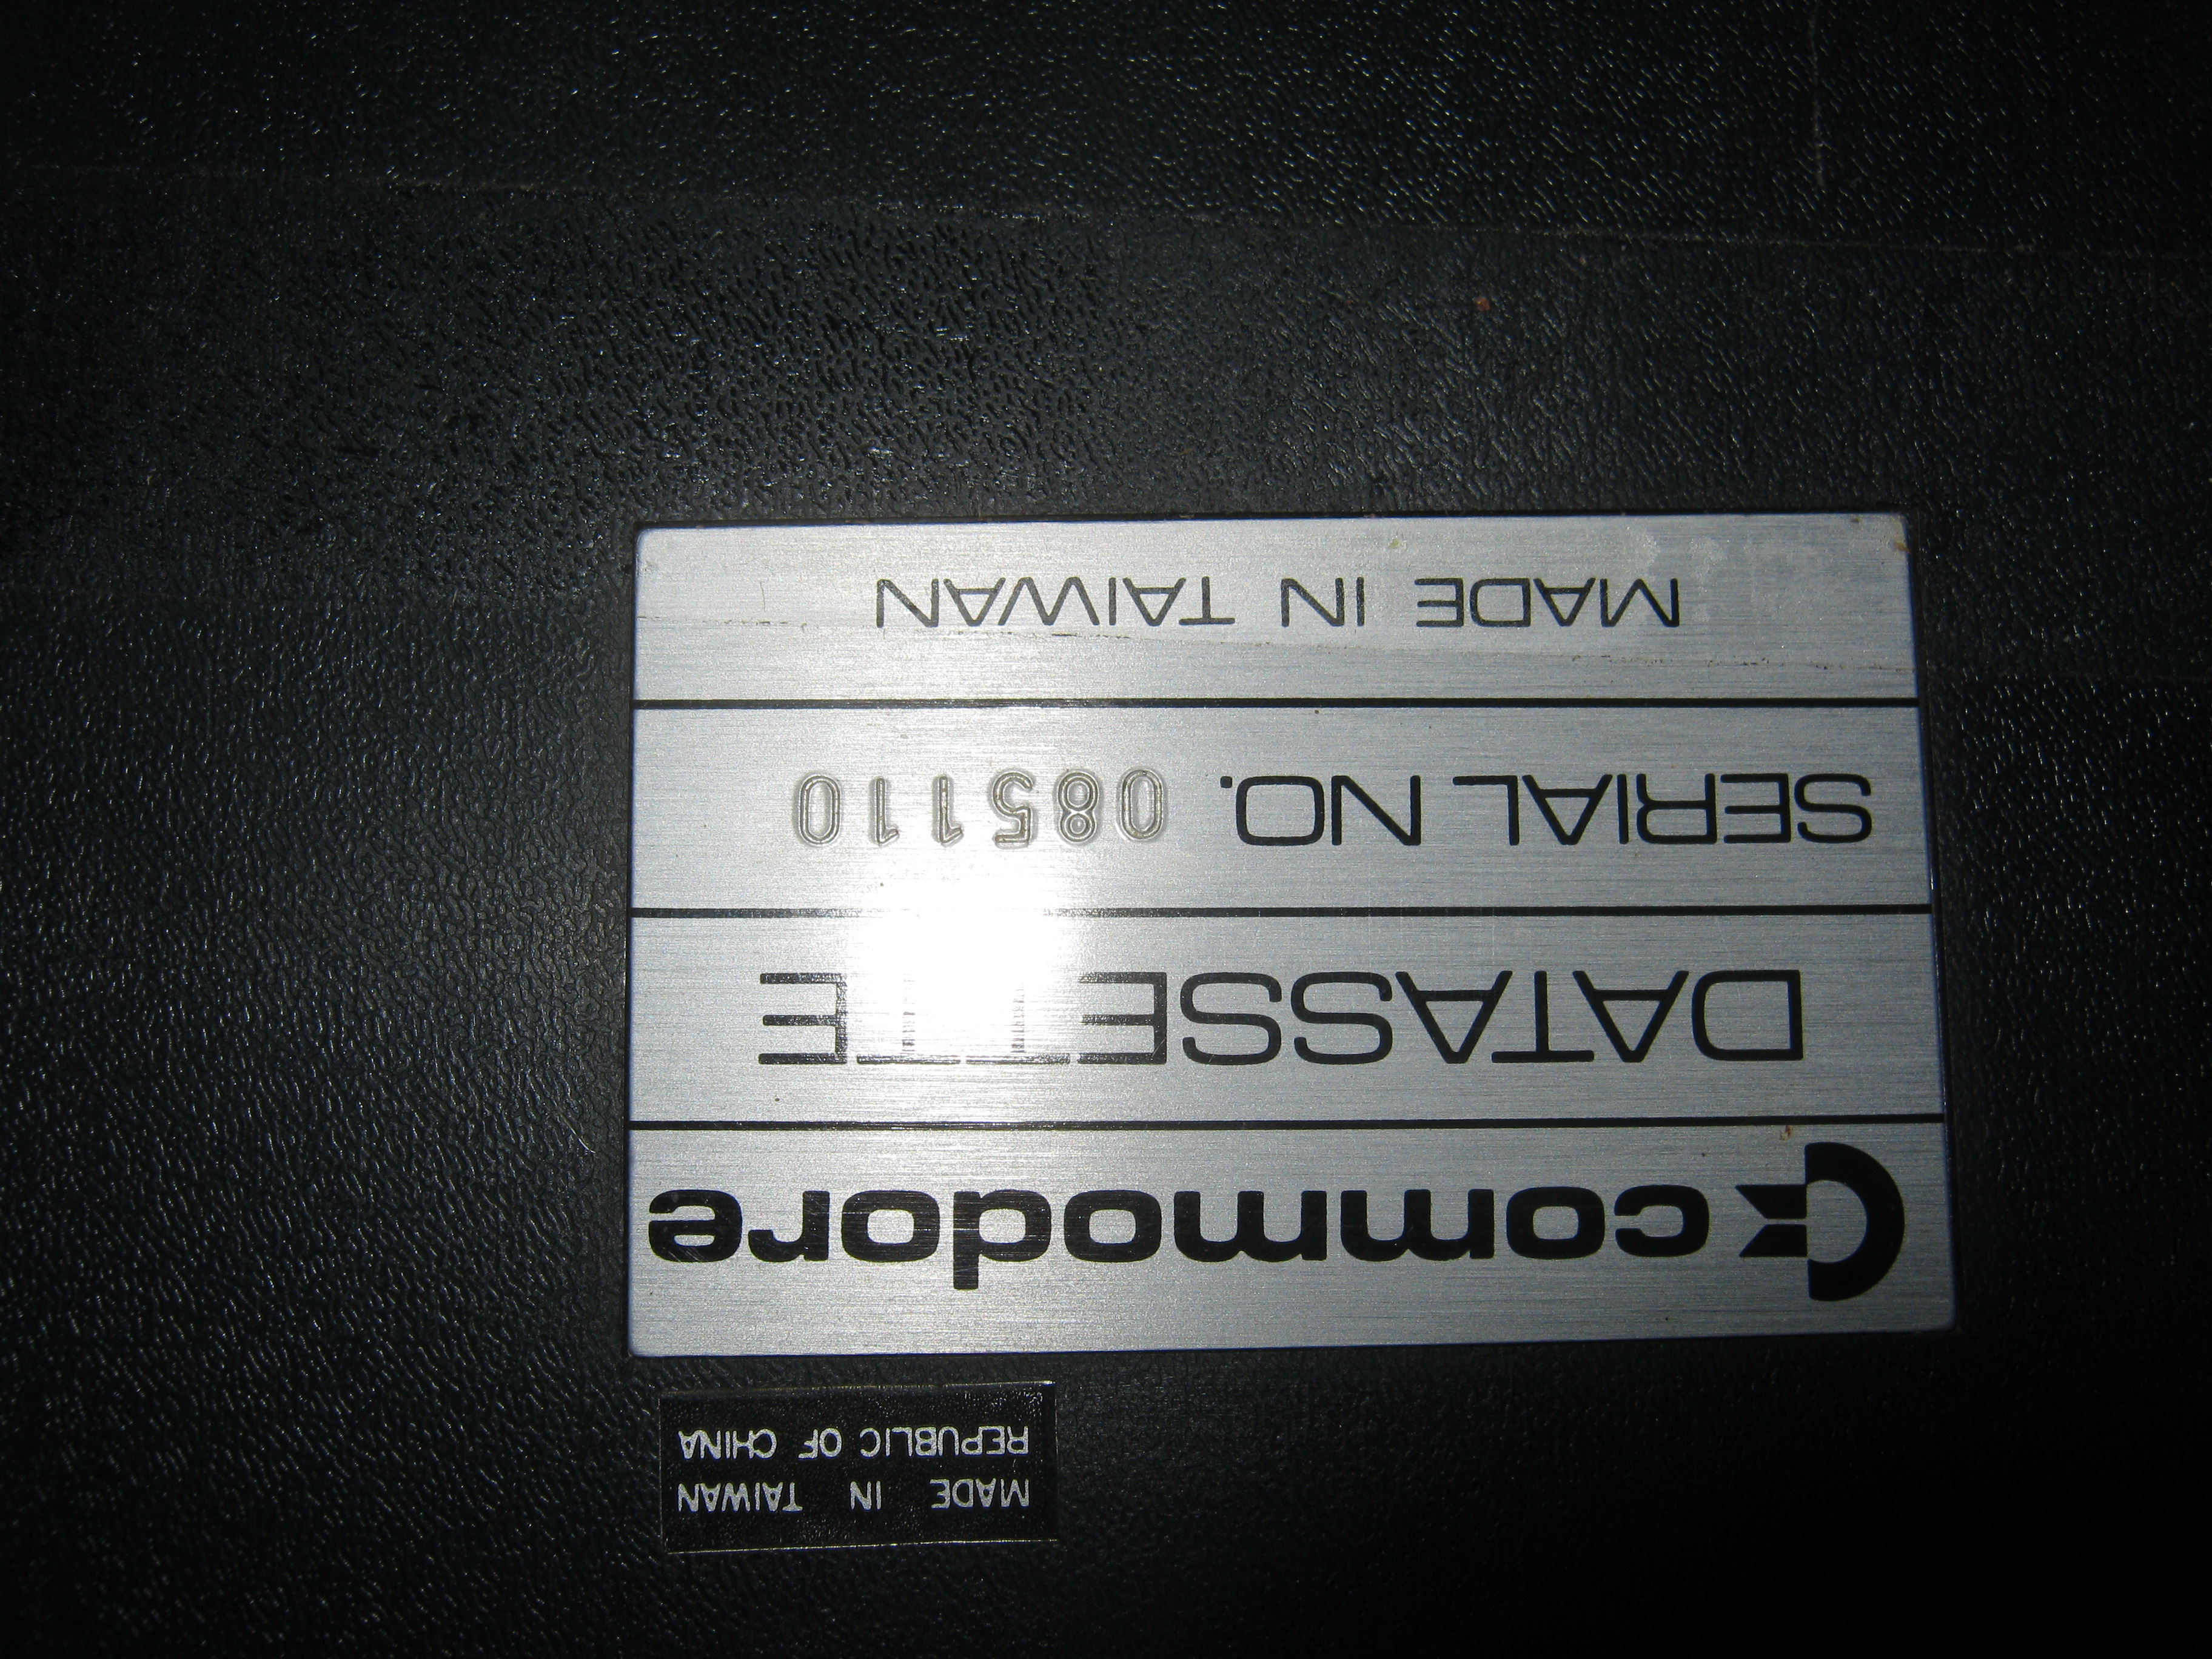 MADE IN TAIWAN
REPUBLIC OF CHINA
commodore
DATASSETTE
SERIAL NO. 085110
MADE IN TAIWAN